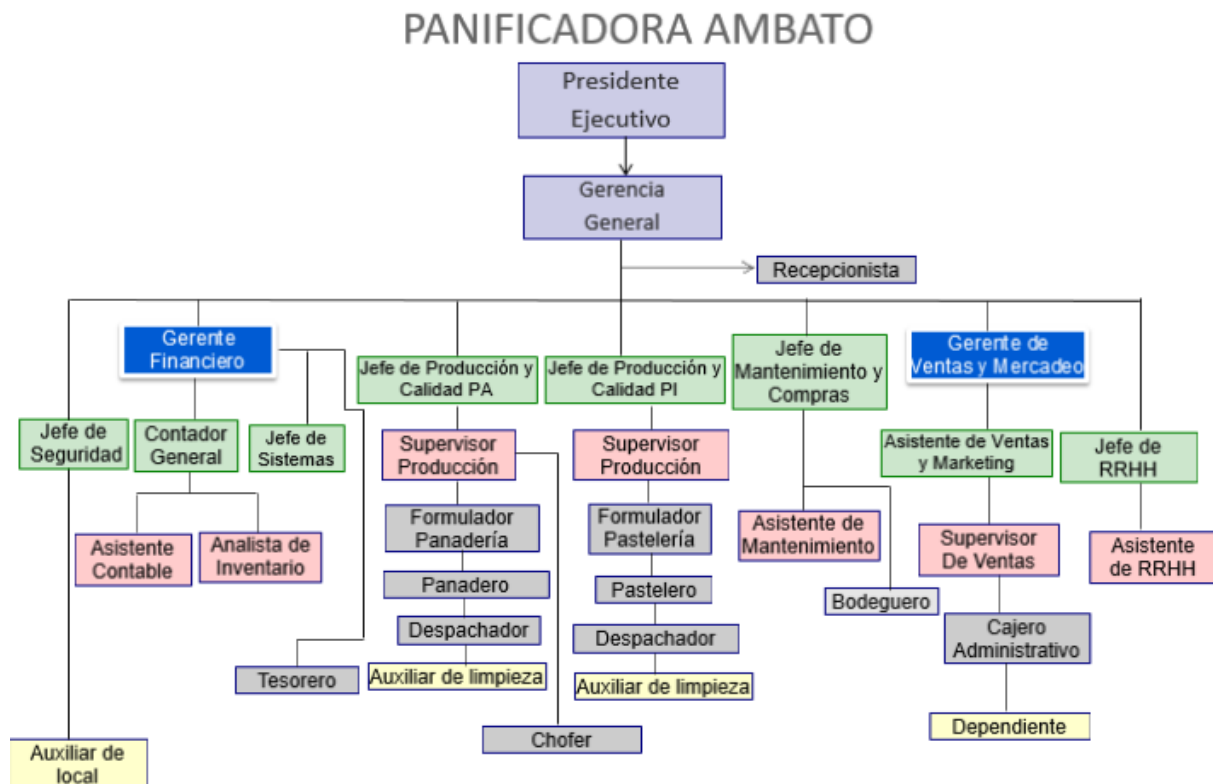 PANIFICADORA AMBATO
Presidente
Ejecutivo
Gerencia
General
Recepcionista
Gerente
Financiero
Jefe de Producción y
Calidad PA
Jefe de Producción y
Calidad PI
Jefe de
Mantenimiento y
Compras
Gerente de
Ventas y Mercadeo
Jefe de
Seguridad
Contador
General
Jefe de
Sistemas
Supervisor
Producción
Supervisor
Producción
Asistente de Ventas
y Marketing
Jefe de
RRHH
Asistente
Contable
Analista de
Inventario
Formulador
Panadería
Formulador
Pastelería
Asistente de
Mantenimiento
Supervisor
De Ventas
Asistente
de RRHH
Panadero
Pastelero
Bodeguero
Cajero
Administrativo
Despachador
Despachador
Tesorero
Auxiliar de limpieza
Auxiliar de limpieza
Dependiente
Chofer
Auxiliar de
local